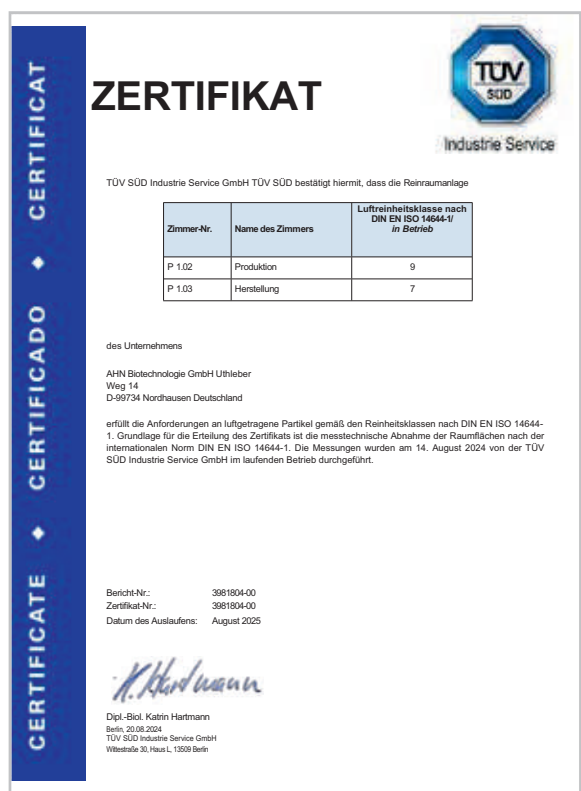 CERTIFICATE ◆ CERTIFICADO ◆ CERTIFICAT
ZERTIFIKAT
TÜV
SÜD
Industrie Service
TÜV SÜD Industrie Service GmbH TÜV SÜD bestätigt hiermit, dass die Reinraumanlage
Zimmer-Nr. Name des Zimmers Luftreinheitsklasse nach
DIN EN ISO 14644-1/
in Betrieb
P 1.02 Produktion 9
P 1.03 Herstellung 7
des Unternehmens
AHN Biotechnologie GmbH Uthleber
Weg 14
D-99734 Nordhausen Deutschland
erfüllt die Anforderungen an luftgetragene Partikel gemäß den Reinheitsklassen nach DIN EN ISO 14644-
1. Grundlage für die Erteilung des Zertifikats ist die messtechnische Abnahme der Raumflächen nach der
internationalen Norm DIN EN ISO 14644-1. Die Messungen wurden am 14. August 2024 von der TÜV
SÜD Industrie Service GmbH im laufenden Betrieb durchgeführt.
Bericht-Nr.: 3981804-00
Zertifikat-Nr.: 3981804-00
Datum des Auslaufens: August 2025
K. Hartmann
Dipl.-Biol. Katrin Hartmann
Berlin, 20.08.2024
TÜV SÜD Industrie Service GmbH
Wittestraße 30, Haus L, 13509 Berlin